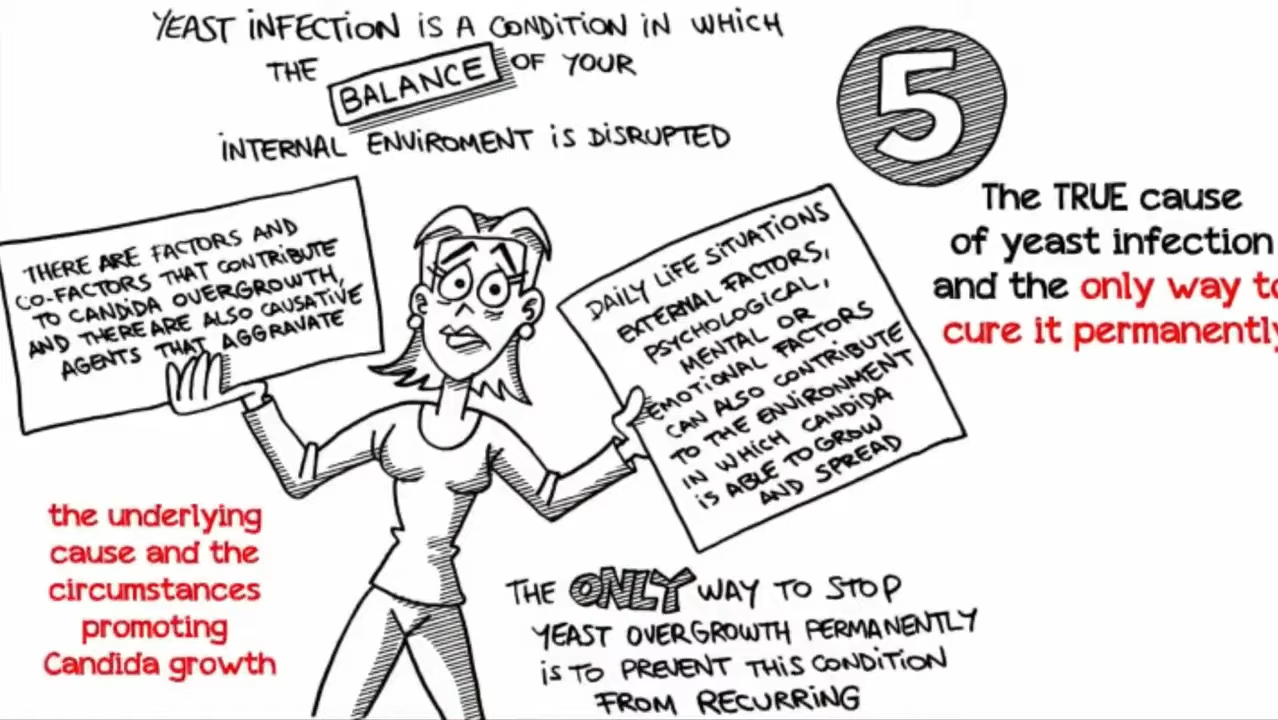 YEAST INFECTION IS A CONDITION IN WHICH
THE BALANCE OF YOUR
INTERNAL ENVIROMENT IS DISRUPTED
5
The TRUE cause
of yeast infection
and the only way to
cure it permanently
THERE ARE FACTORS AND
CO-FACTORS THAT CONTRIBUTE
TO CANDIDA OVERGROWTH,
AND THERE ARE ALSO CAUSATIVE
AGENTS THAT AGGRAVATE
DAILY LIFE SITUATIONS
EXTERNAL FACTORS,
PSYCHOLOGICAL,
MENTAL OR
EMOTIONAL FACTORS
CAN ALSO CONTRIBUTE
TO THE ENVIRONMENT
IN WHICH CANDIDA
IS ABLE TO GROW
AND SPREAD
the underlying
cause and the
circumstances
promoting
Candida growth
THE ONLY WAY TO STOP
YEAST OVERGROWTH PERMANENTLY
IS TO PREVENT THIS CONDITION
FROM RECURRING